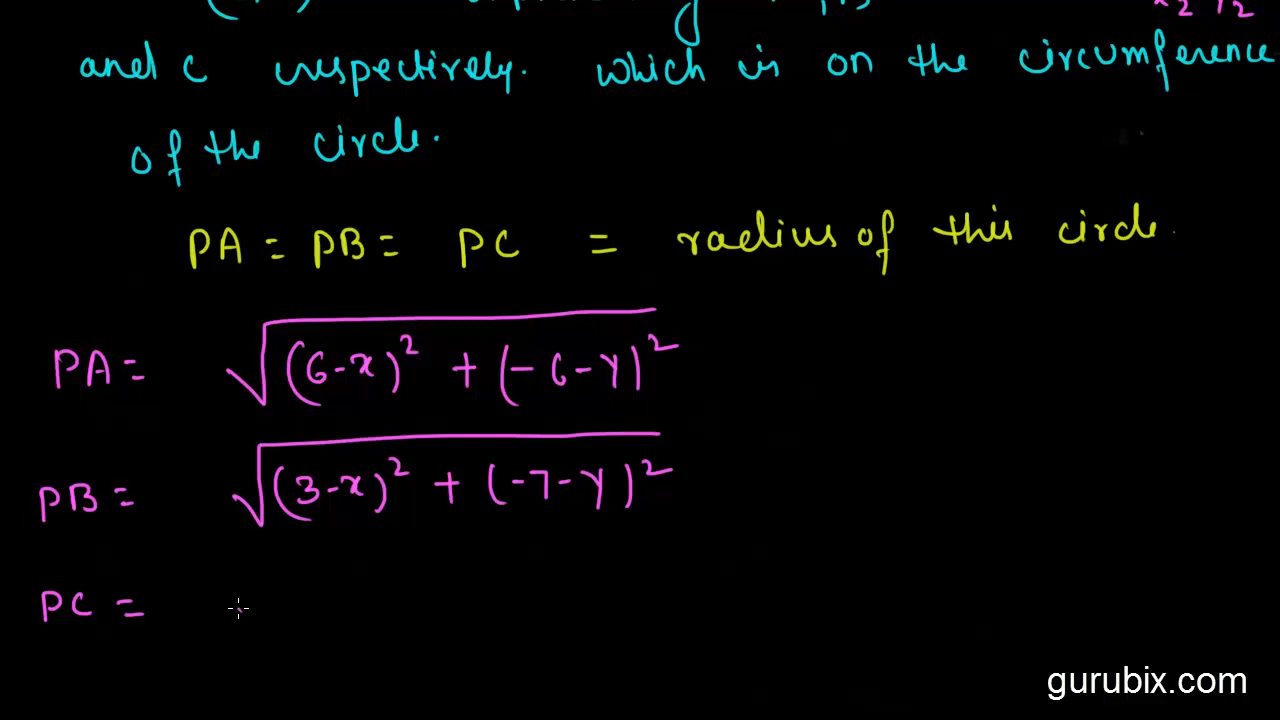 and c respectively. which is on the circumference
of the circle.
PA = PB = PC = radius of this circle.
PA = √(6-x)² + (-6-y)²
PB = √(3-x)² + (-7-y)²
PC =
gurubix.com